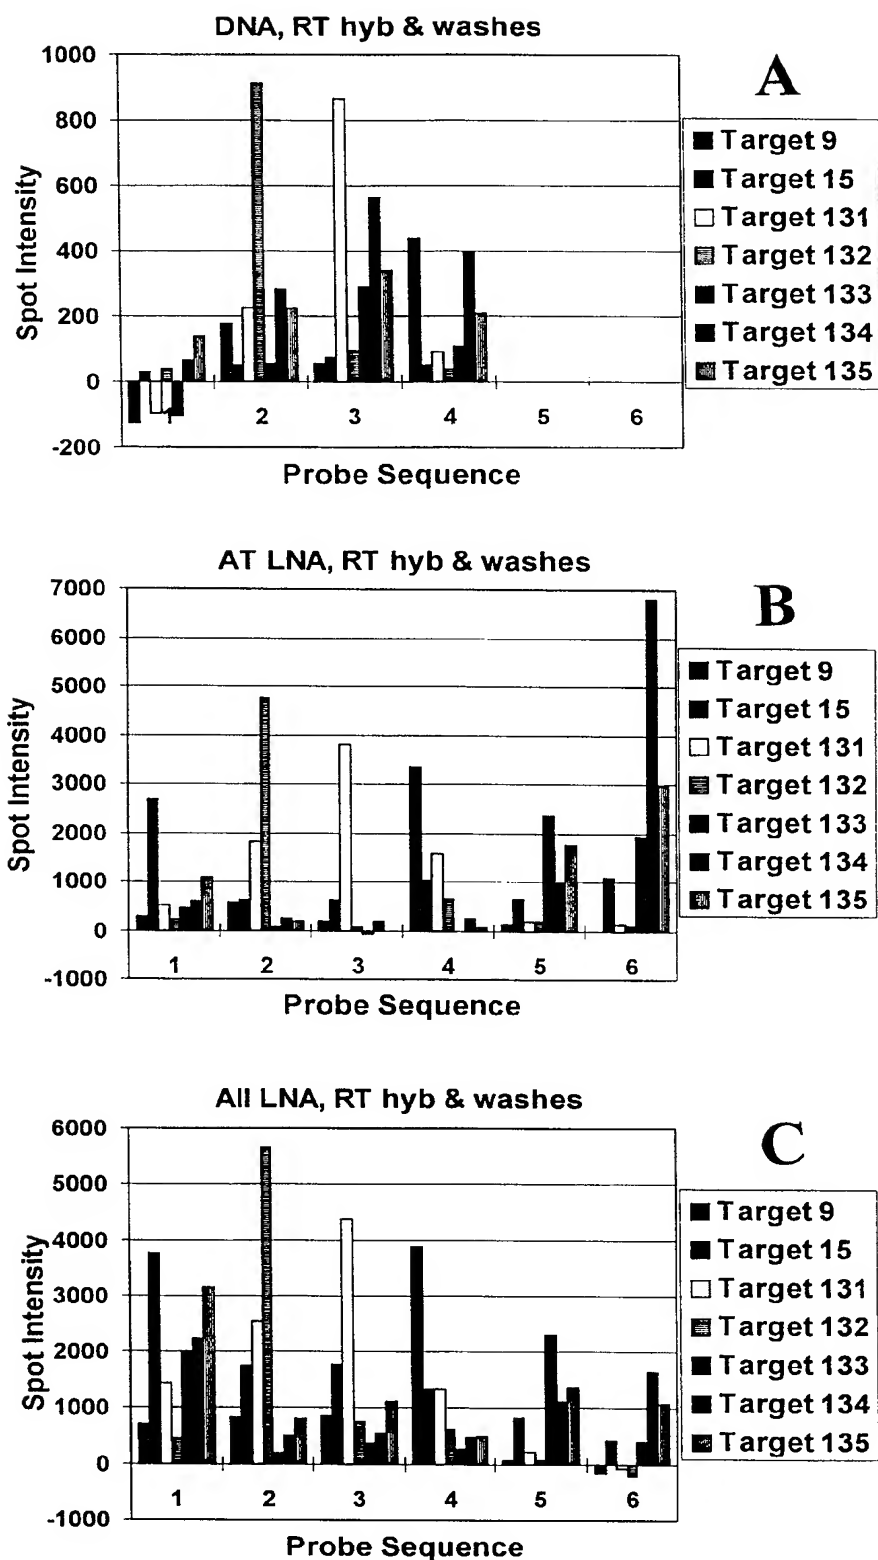 DNA, RT hyb & washes
A
1000
800
600
400
200
0
-200
Spot Intensity
1 2 3 4 5 6
Probe Sequence
Target 9
Target 15
Target 131
Target 132
Target 133
Target 134
Target 135
AT LNA, RT hyb & washes
B
7000
6000
5000
4000
3000
2000
1000
0
-1000
Spot Intensity
1 2 3 4 5 6
Probe Sequence
Target 9
Target 15
Target 131
Target 132
Target 133
Target 134
Target 135
All LNA, RT hyb & washes
C
6000
5000
4000
3000
2000
1000
0
-1000
Spot Intensity
1 2 3 4 5 6
Probe Sequence
Target 9
Target 15
Target 131
Target 132
Target 133
Target 134
Target 135